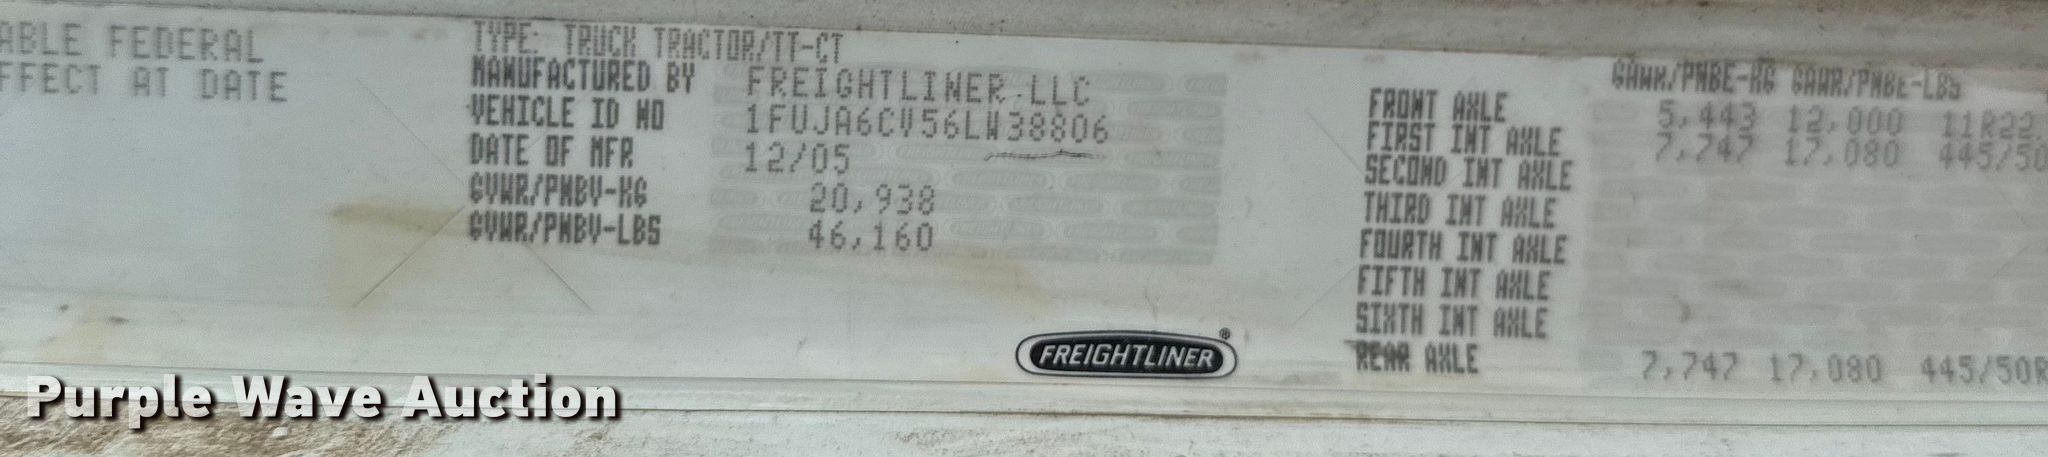 ABLE FEDERAL
FFECT AT DATE
TYPE: TRUCK TRACTOR/TT-CT
MANUFACTURED BY FREIGHTLINER LLC
VEHICLE ID NO 1FUJA6CV56LW38806
DATE OF MFR 12/05
GVWR/PNBV-KG 20,938
GVWR/PNBV-LBS 46,160
FREIGHTLINER®
GAWR/PNBE-KG GAWR/PNBE-LBS
FRONT AXLE 5,443 12,000 11R22.
FIRST INT AXLE 7,747 17,080 445/50
SECOND INT AXLE
THIRD INT AXLE
FOURTH INT AXLE
FIFTH INT AXLE
SIXTH INT AXLE
REAR AXLE 7,747 17,080 445/50R
Purple Wave Auction